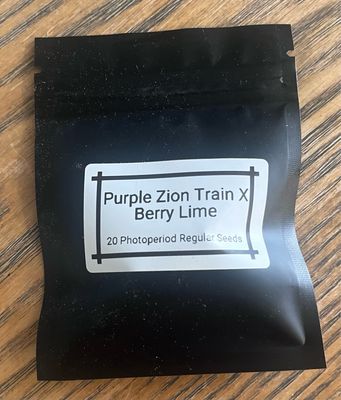 Purple Zion Train X
Berry Lime
20 Photoperiod Regular Seeds